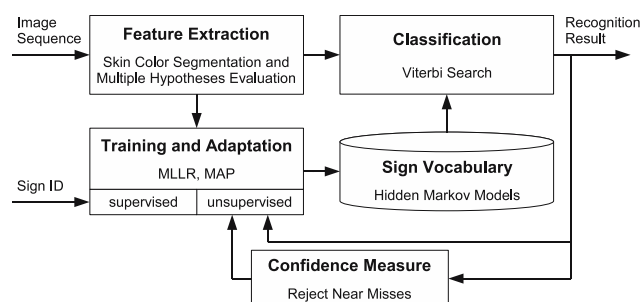 Image
Sequence
Feature Extraction
Skin Color Segmentation and
Multiple Hypotheses Evaluation
Classification
Viterbi Search
Recognition
Result
Training and Adaptation
MLLR, MAP
supervised
unsupervised
Sign ID
Sign Vocabulary
Hidden Markov Models
Confidence Measure
Reject Near Misses